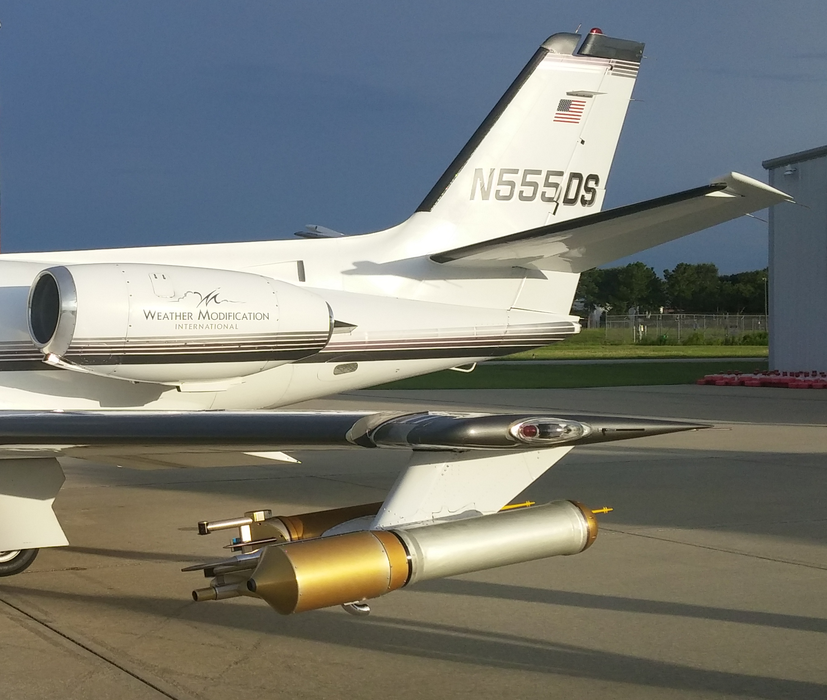 N555DS
WEATHER MODIFICATION
INTERNATIONAL